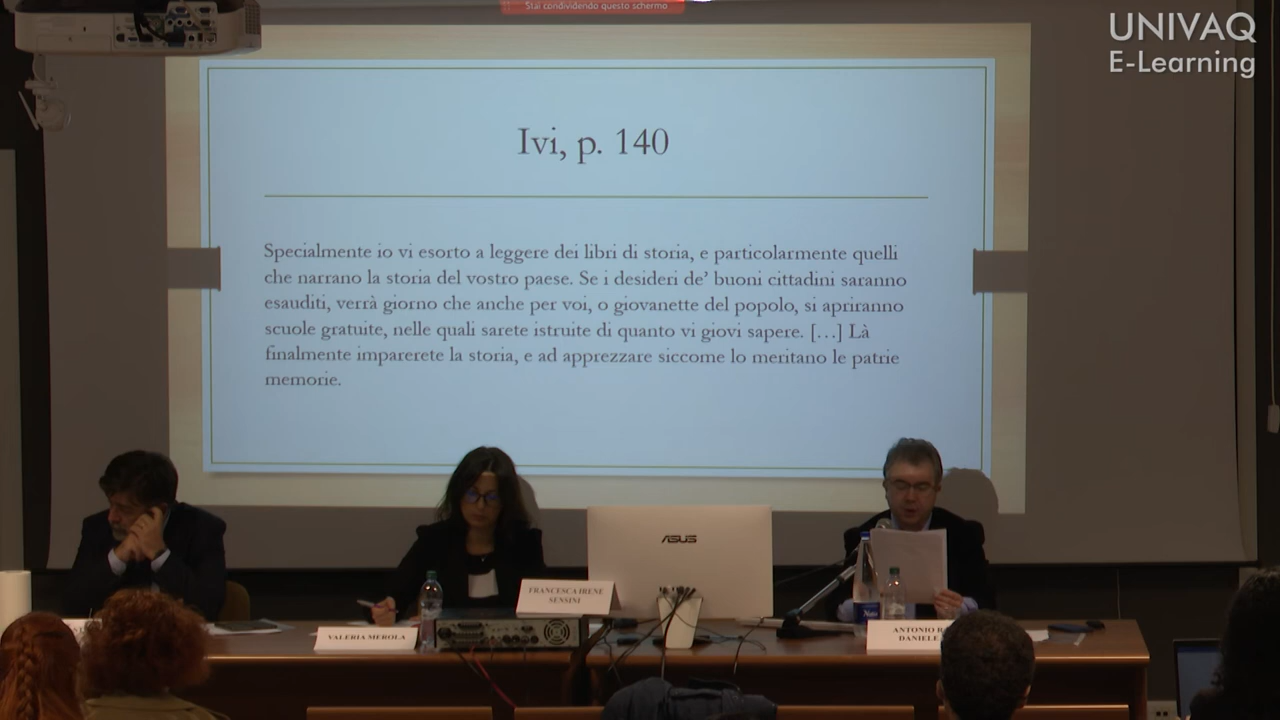 Stai condividendo questo schermo
UNIVAQ
E-Learning
Ivi, p. 140
Specialmente io vi esorto a leggere dei libri di storia, e particolarmente quelli
che narrano la storia del vostro paese. Se i desideri de’ buoni cittadini saranno
esauditi, verrà giorno che anche per voi, o giovanette del popolo, si apriranno
scuole gratuite, nelle quali sarete istruite di quanto vi giovi sapere. […] Là
finalmente imparerete la storia, e ad apprezzare siccome lo meritano le patrie
memorie.
ASUS
FRANCESCA IRENE
SENSINI
VALERIA MEROLA
ANTONIO
DANIELE